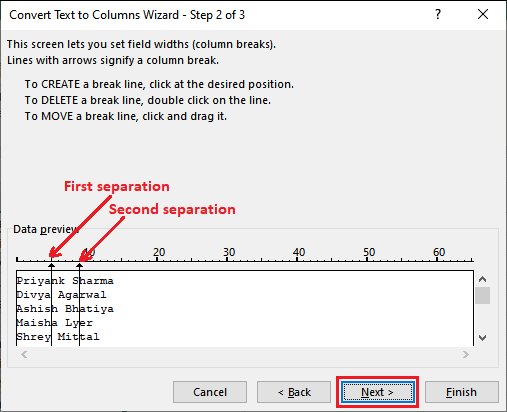 Convert Text to Columns Wizard - Step 2 of 3
This screen lets you set field widths (column breaks).
Lines with arrows signify a column break.
To CREATE a break line, click at the desired position.
To DELETE a break line, double click on the line.
To MOVE a break line, click and drag it.
First separation
Second separation
Data preview
10 20 30 40 50 60
Priyank Sharma
Divya Agarwal
Ashish Bhatiya
Maisha Lyer
Shrey Mittal
Cancel < Back Next > Finish